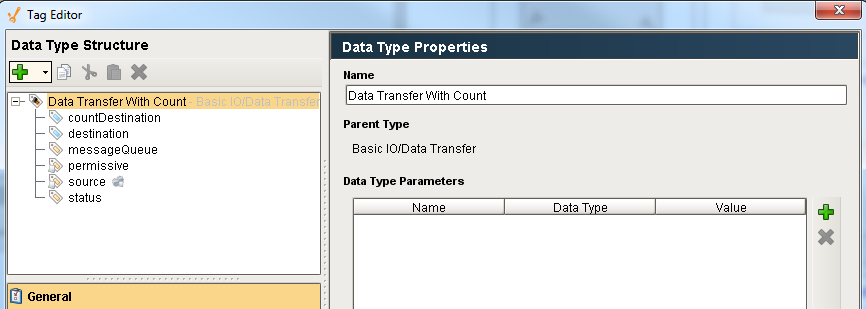 Tag Editor
Data Type Structure
Data Transfer With Count - Basic IO/Data Transfer
countDestination
destination
messageQueue
permissive
source
status
General
Data Type Properties
Name
Data Transfer With Count
Parent Type
Basic IO/Data Transfer
Data Type Parameters
Name Data Type Value